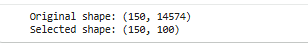 Original shape: (150, 14574)
Selected shape: (150, 100)